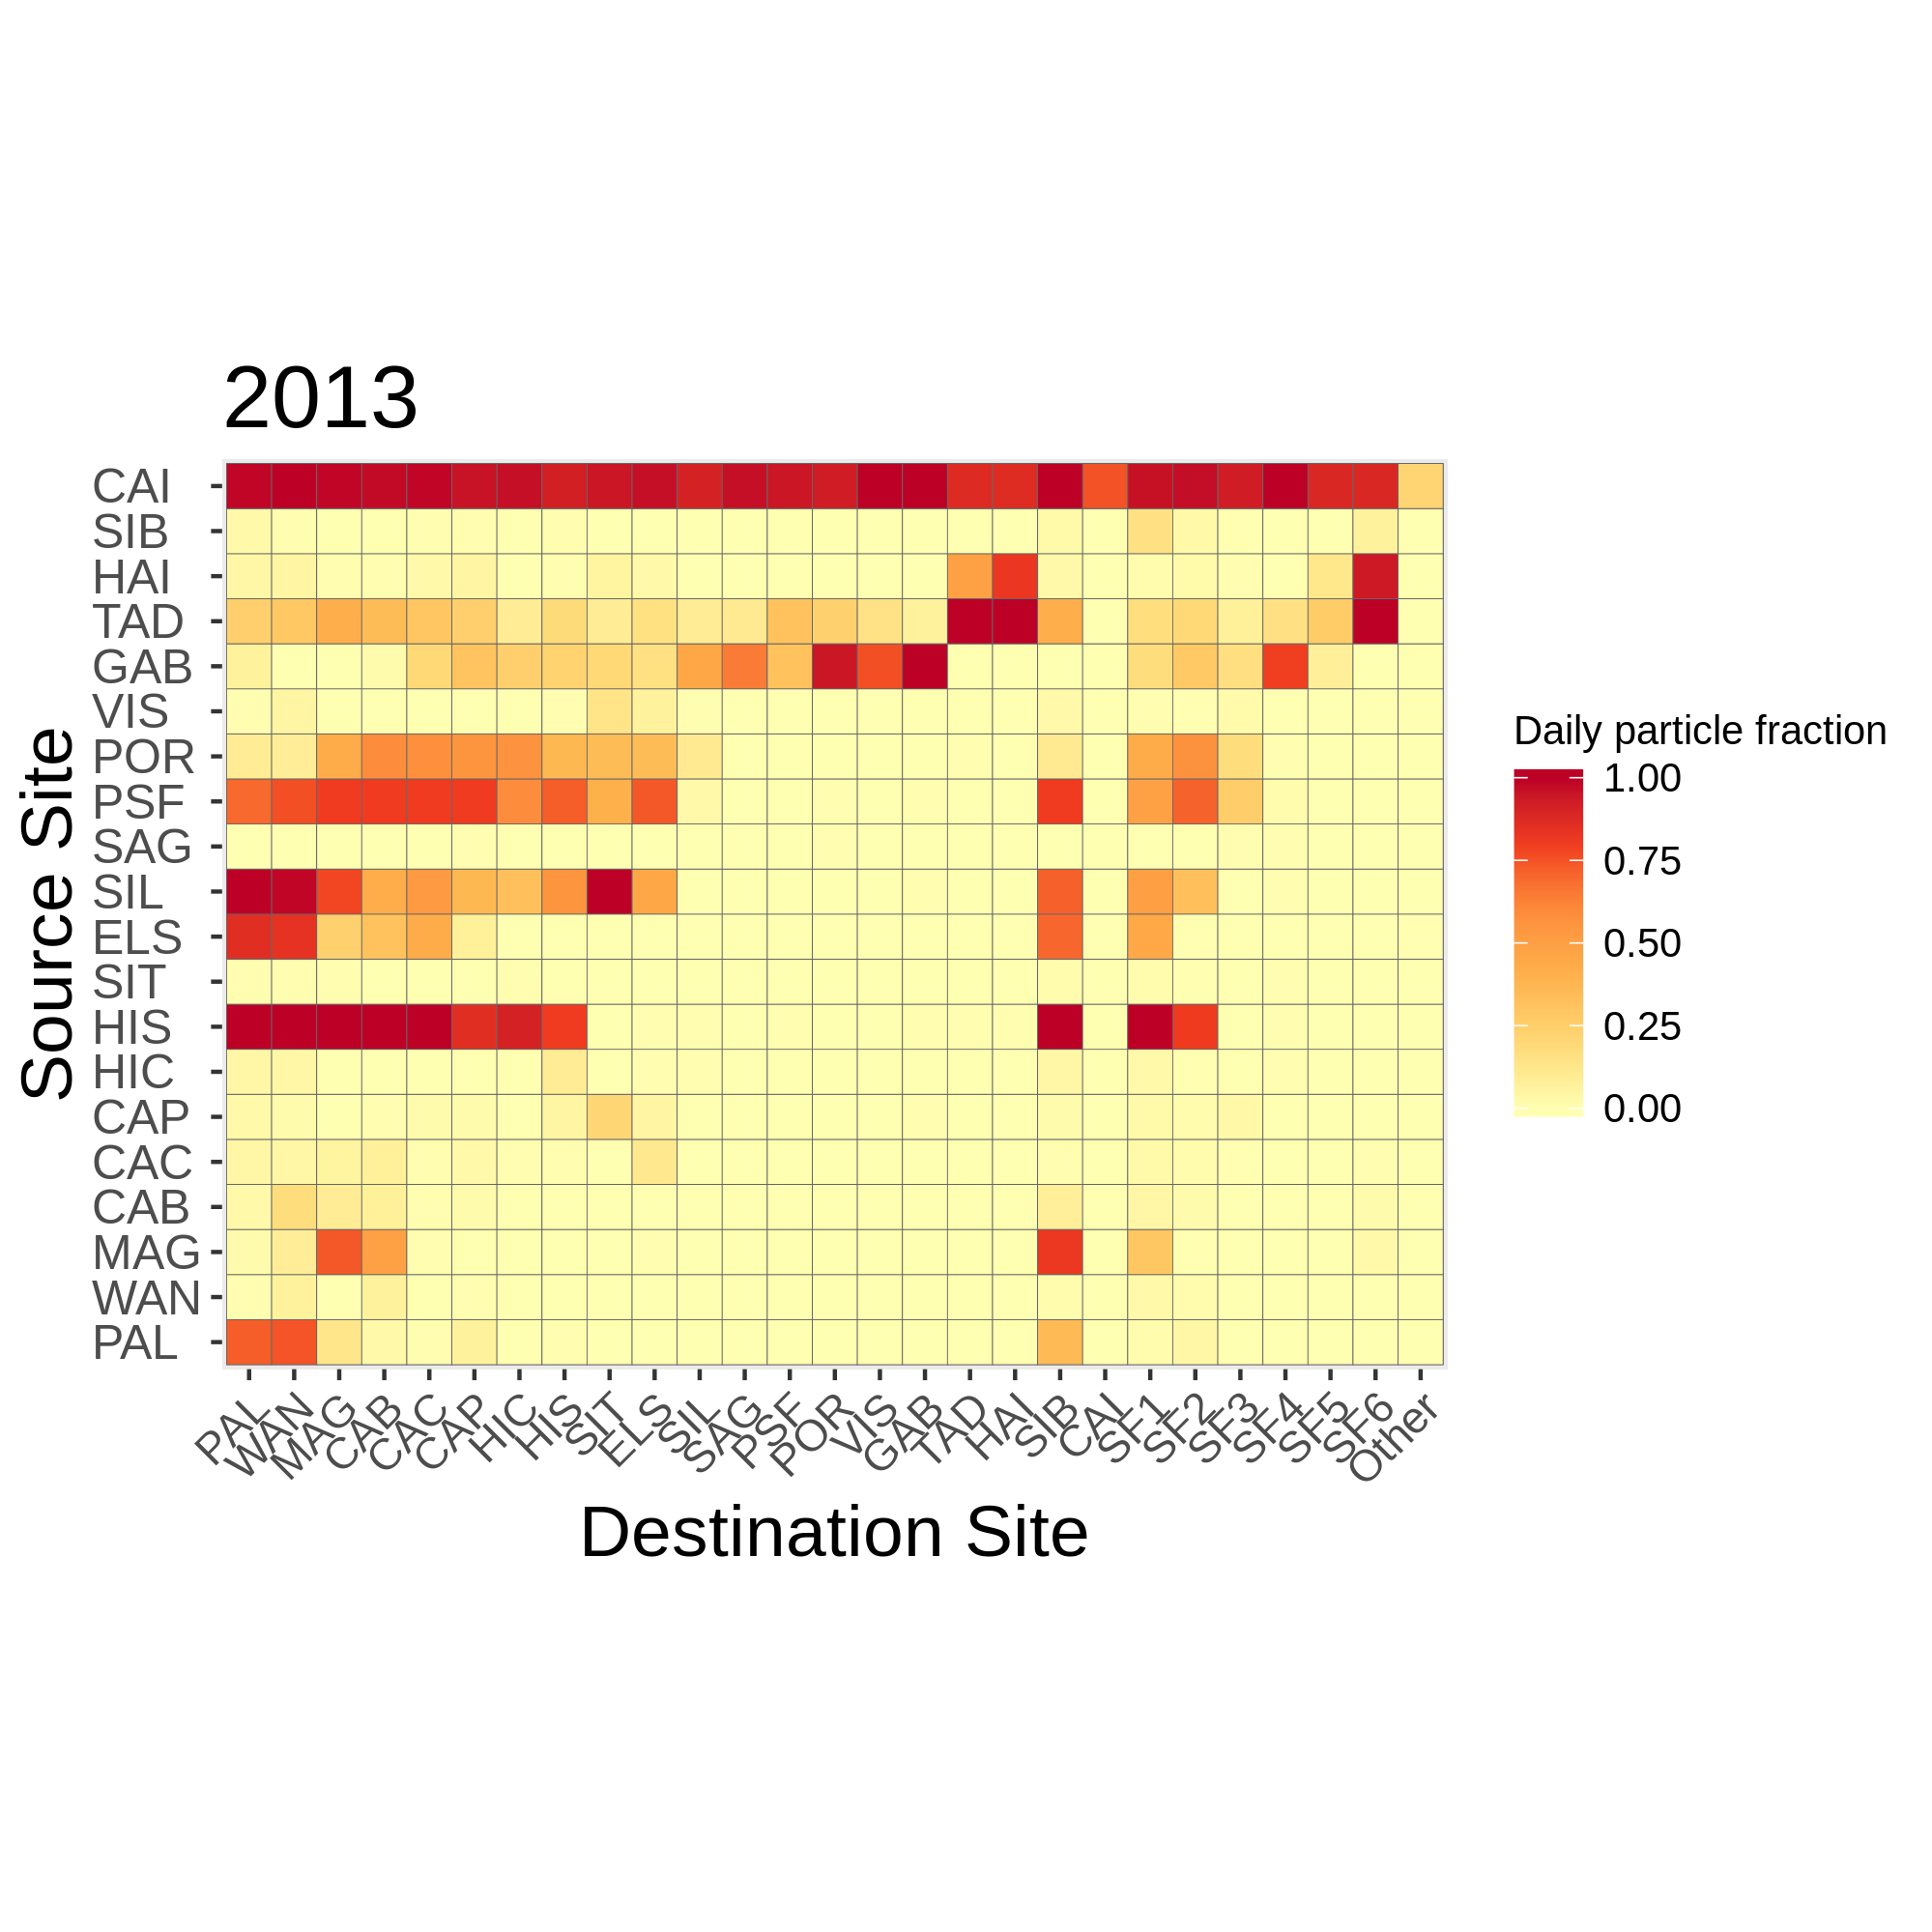 2013
CAI
SIB
HAI
TAD
GAB
VIS
POR
PSF
SAG
SIL
ELS
SIT
HIS
HIC
CAP
CAC
CAB
MAG
WAN
PAL
Source Site
PAL
WAN
MAG
CAB
CAC
CAP
HIC
HIS
SIT
ELS
SIL
SAG
PSF
POR
VIS
GAB
TAD
HAI
SIB
CAI
SF1
SF2
SF3
SF4
SF5
SF6
Other
Destination Site
Daily particle fraction
1.00
0.75
0.50
0.25
0.00